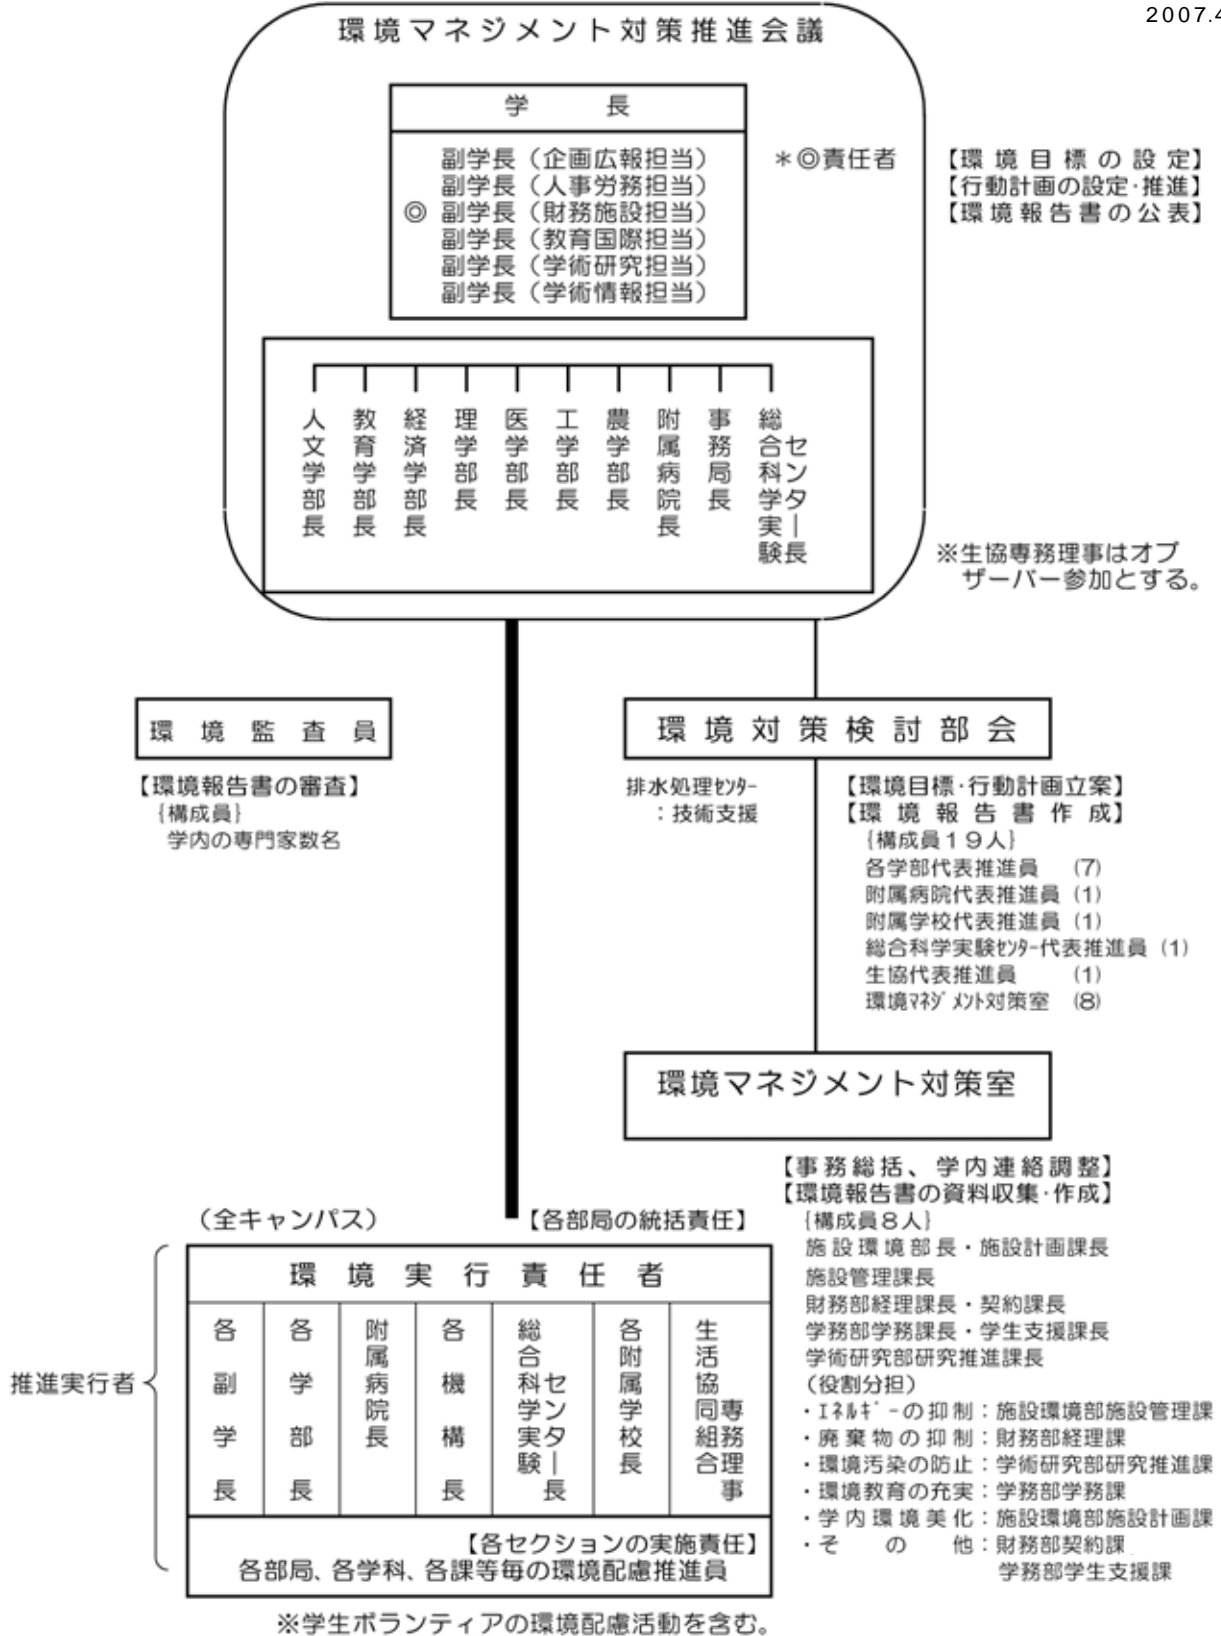 2007.4
環境マネジメント対策推進会議
学　　長
副学長（企画広報担当）
副学長（人事労務担当）
◎ 副学長（財務施設担当）
副学長（教育国際担当）
副学長（学術研究担当）
副学長（学術情報担当）
＊◎責任者
【環境目標の設定】
【行動計画の設定･推進】
【環境報告書の公表】
人文学部長
教育学部長
経済学部長
理学部長
医学部長
工学部長
農学部長
附属病院長
事務局長
総合科学実験
センター長
※生協専務理事はオブ
ザーバー参加とする。
環境監査員
【環境報告書の審査】
{構成員}
学内の専門家数名
環境対策検討部会
排水処理ｾﾝﾀｰ
：技術支援
【環境目標･行動計画立案】
【環境報告書作成】
{構成員１９人}
各学部代表推進員　(7)
附属病院代表推進員 (1)
附属学校代表推進員 (1)
総合科学実験ｾﾝﾀｰ代表推進員 (1)
生協代表推進員　　(1)
環境ﾏﾈｼﾞﾒﾝﾄ対策室　(8)
環境マネジメント対策室
【事務総括、学内連絡調整】
【環境報告書の資料収集･作成】
{構成員８人}
施設環境部長・施設計画課長
施設管理課長
財務部経理課長・契約課長
学務部学務課長・学生支援課長
学術研究部研究推進課長
（役割分担）
・ｴﾈﾙｷﾞｰの抑制：施設環境部施設管理課
・廃棄物の抑制：財務部経理課
・環境汚染の防止：学術研究部研究推進課
・環境教育の充実：学務部学務課
・学内環境美化：施設環境部施設計画課
・その他：財務部契約課
学務部学生支援課
（全キャンパス）
【各部局の統括責任】
推進実行者
環境実行責任者
各副学長
各学部長
附属病院長
各機構長
総合科学実験
センター長
各附属学校長
生活協同組合
専務理事
【各セクションの実施責任】
各部局、各学科、各課等毎の環境配慮推進員
※学生ボランティアの環境配慮活動を含む。